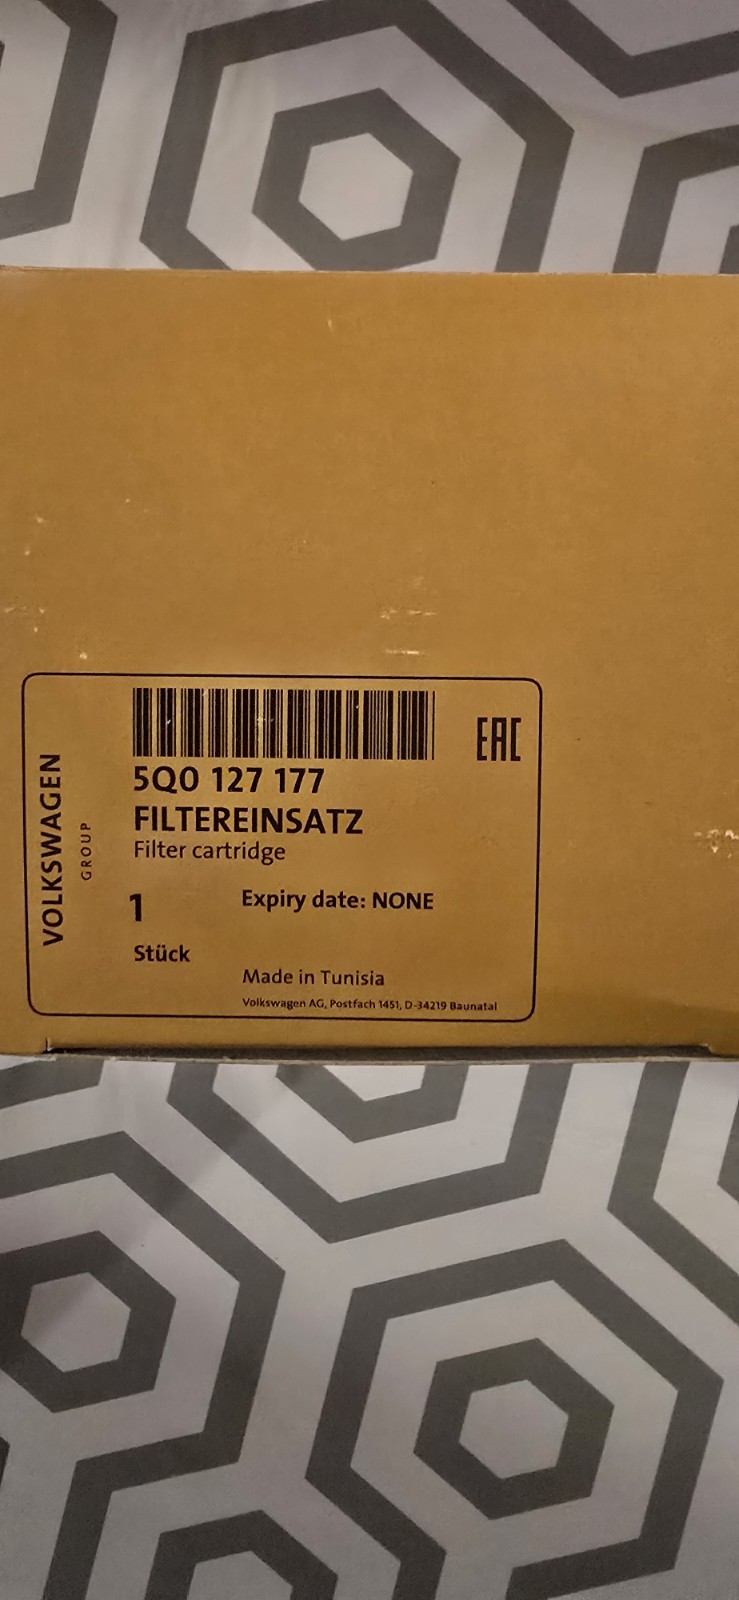 VOLKSWAGEN
GROUP
EAC
5Q0 127 177
FILTEREINSATZ
Filter cartridge
1
Expiry date: NONE
Stück
Made in Tunisia
Volkswagen AG, Postfach 1451, D-34219 Baunatal